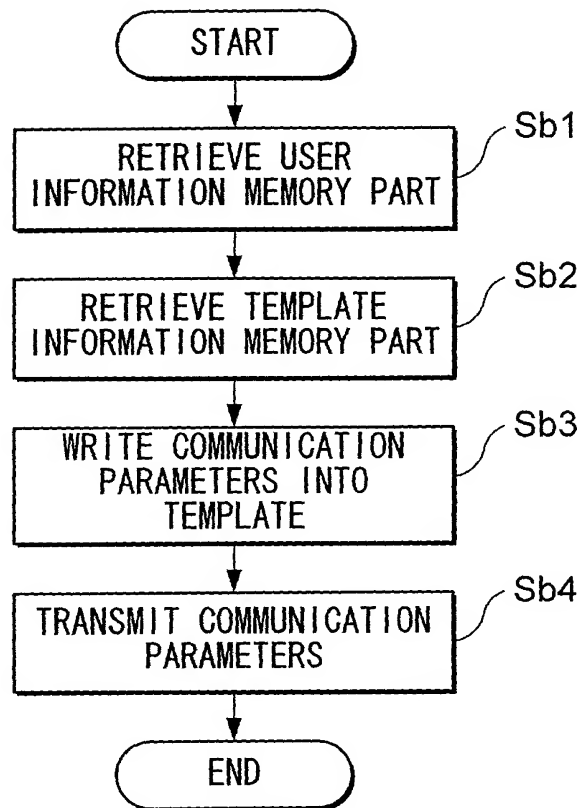 START
Sb1
RETRIEVE USER
INFORMATION MEMORY PART
Sb2
RETRIEVE TEMPLATE
INFORMATION MEMORY PART
Sb3
WRITE COMMUNICATION
PARAMETERS INTO
TEMPLATE
Sb4
TRANSMIT COMMUNICATION
PARAMETERS
END